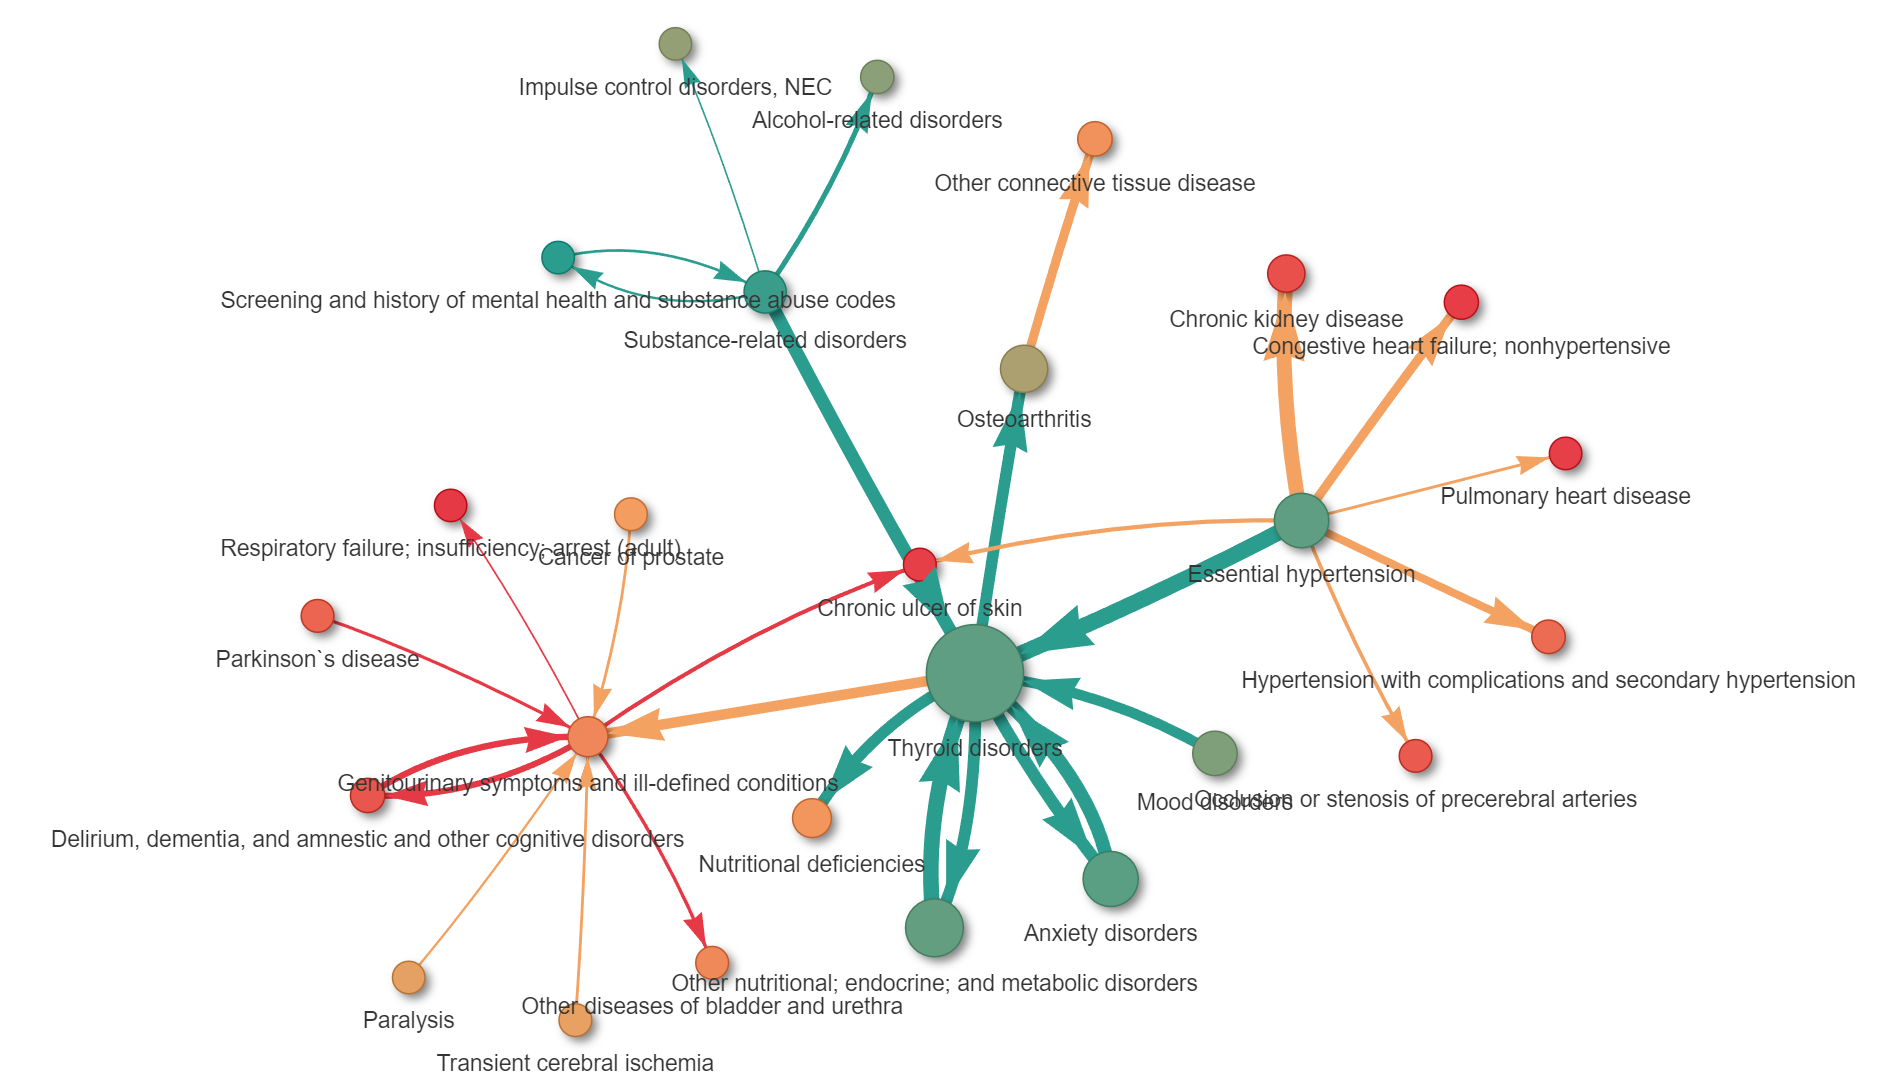 Impulse control disorders, NEC
Alcohol-related disorders
Other connective tissue disease
Screening and history of mental health and substance abuse codes
Chronic kidney disease
Substance-related disorders
Congestive heart failure; nonhypertensive
Osteoarthritis
Pulmonary heart disease
Respiratory failure; insufficiency; arrest (adult)
Cancer of prostate
Essential hypertension
Chronic ulcer of skin
Parkinson`s disease
Hypertension with complications and secondary hypertension
Thyroid disorders
Genitourinary symptoms and ill-defined conditions
Mood disorders
Occlusion or stenosis of precerebral arteries
Delirium, dementia, and amnestic and other cognitive disorders
Nutritional deficiencies
Anxiety disorders
Other nutritional; endocrine; and metabolic disorders
Other diseases of bladder and urethra
Paralysis
Transient cerebral ischemia